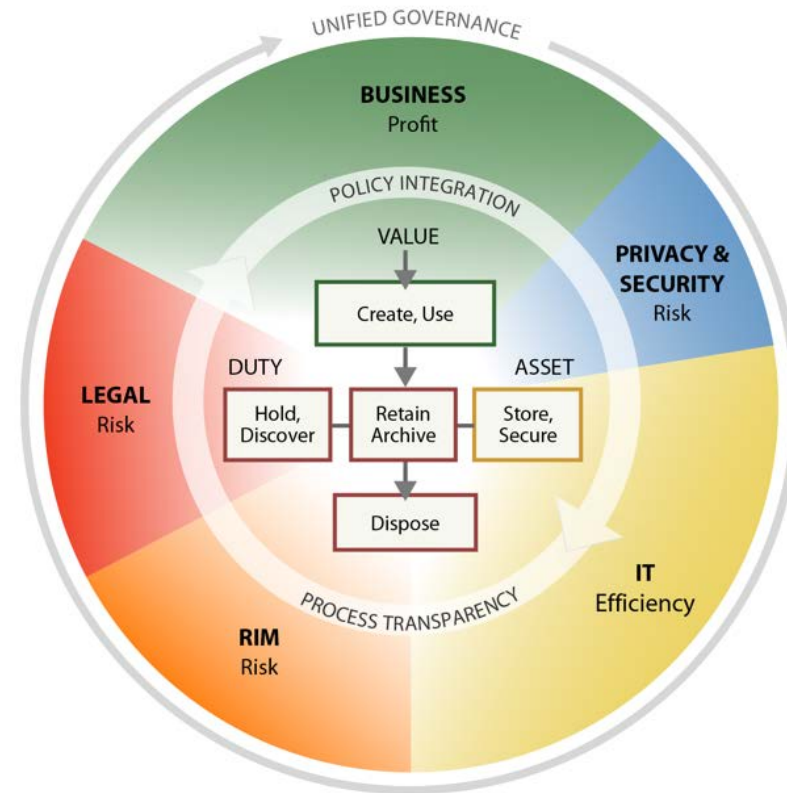 UNIFIED GOVERNANCE
BUSINESS
Profit
POLICY INTEGRATION
VALUE
PRIVACY &
SECURITY
Risk
Create, Use
DUTY
ASSET
LEGAL
Risk
Hold,
Discover
Retain
Archive
Store,
Secure
Dispose
IT
Efficiency
PROCESS TRANSPARENCY
RIM
Risk